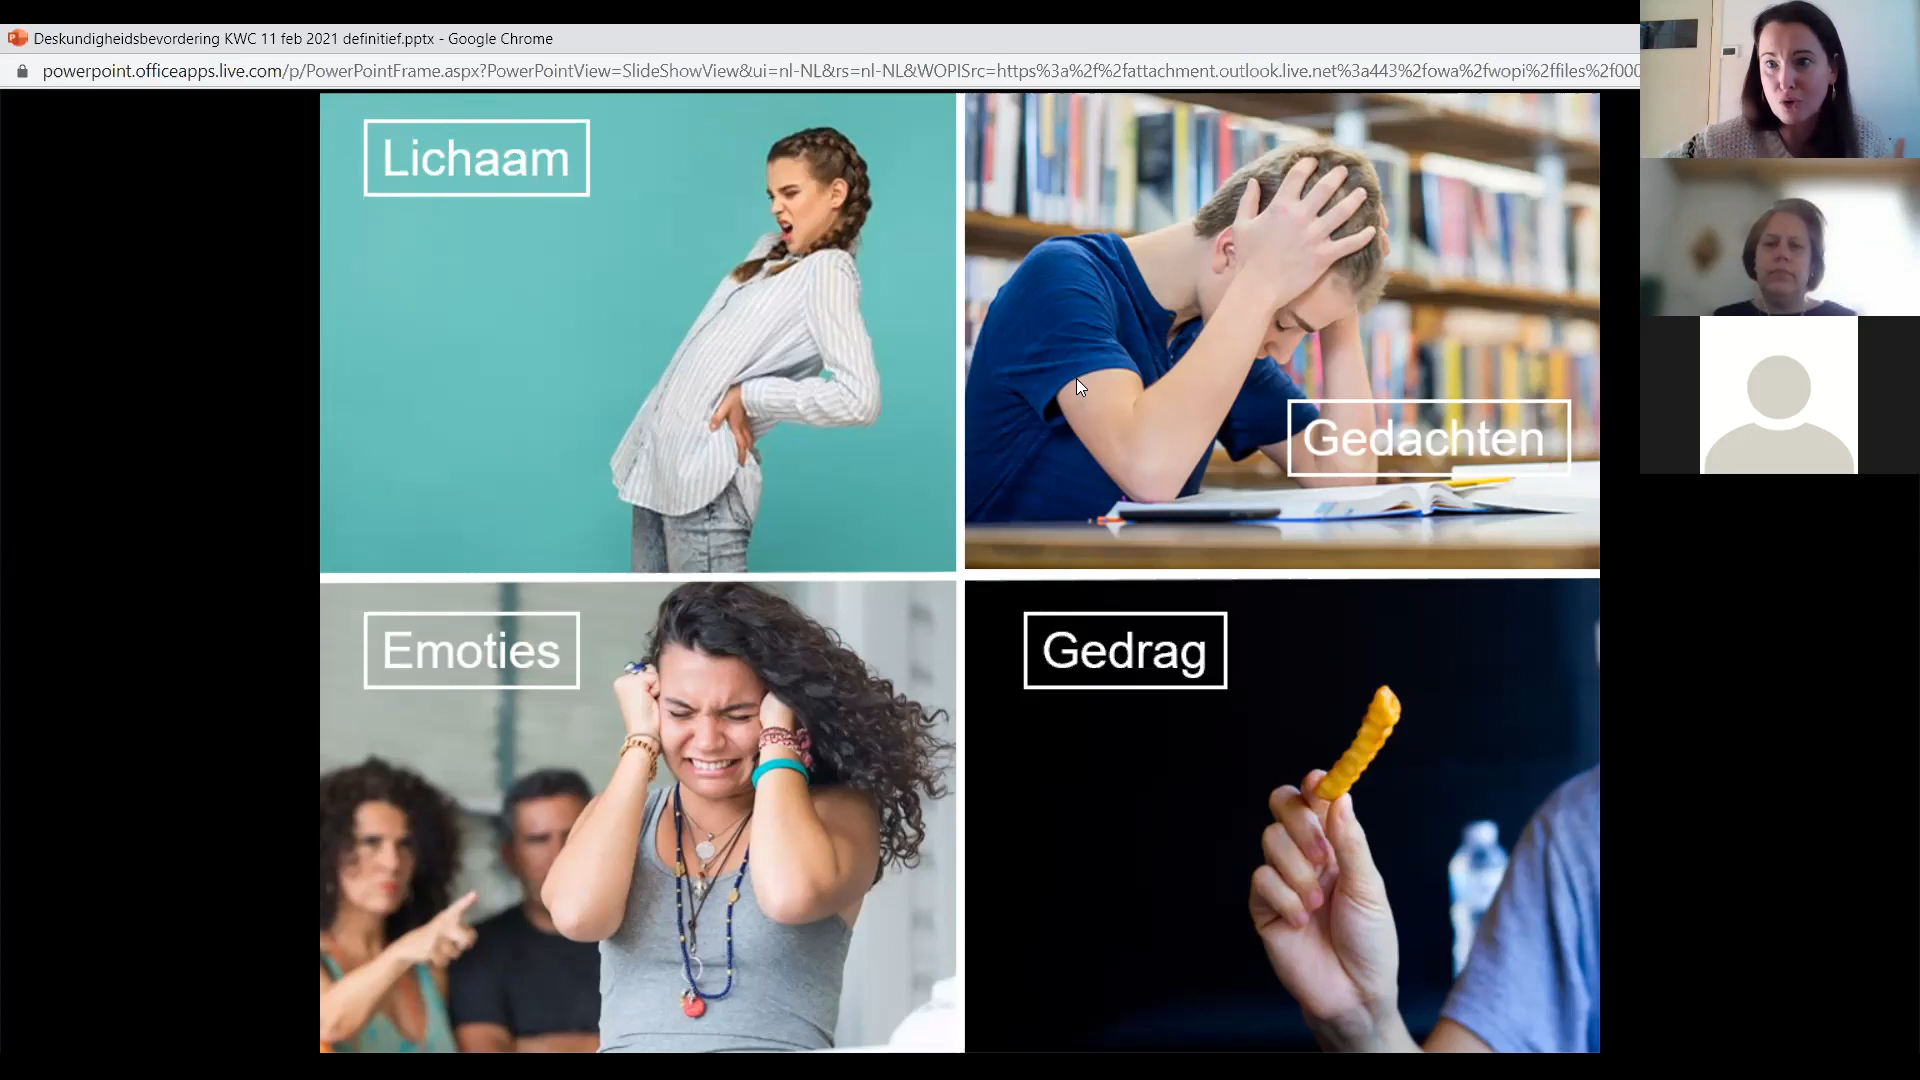 Deskundigheidsbevordering KWC 11 feb 2021 definitief.pptx - Google Chrome
powerpoint.officeapps.live.com/p/PowerPointFrame.aspx?PowerPointView=SlideShowView&ui=nl-NL&rs=nl-NL&WOPISrc=https%3a%2f%2fattachment.outlook.live.net%3a443%2fowa%2fwopi%2ffiles%2f000
Lichaam
Gedachten
Emoties
Gedrag